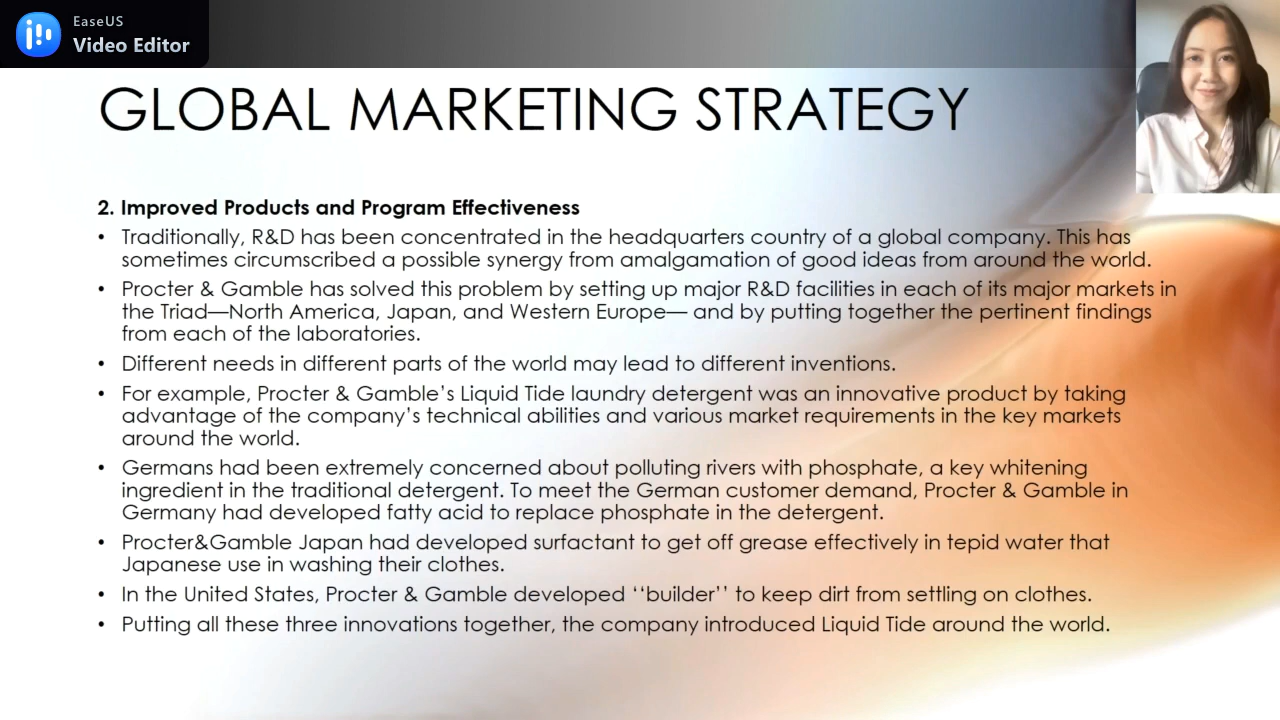 EaseUS
Video Editor
GLOBAL MARKETING STRATEGY
2. Improved Products and Program Effectiveness
• Traditionally, R&D has been concentrated in the headquarters country of a global company. This has
sometimes circumscribed a possible synergy from amalgamation of good ideas from around the world.
• Procter & Gamble has solved this problem by setting up major R&D facilities in each of its major markets in
the Triad—North America, Japan, and Western Europe— and by putting together the pertinent findings
from each of the laboratories.
• Different needs in different parts of the world may lead to different inventions.
• For example, Procter & Gamble’s Liquid Tide laundry detergent was an innovative product by taking
advantage of the company’s technical abilities and various market requirements in the key markets
around the world.
• Germans had been extremely concerned about polluting rivers with phosphate, a key whitening
ingredient in the traditional detergent. To meet the German customer demand, Procter & Gamble in
Germany had developed fatty acid to replace phosphate in the detergent.
• Procter&Gamble Japan had developed surfactant to get off grease effectively in tepid water that
Japanese use in washing their clothes.
• In the United States, Procter & Gamble developed ‘‘builder’’ to keep dirt from settling on clothes.
• Putting all these three innovations together, the company introduced Liquid Tide around the world.